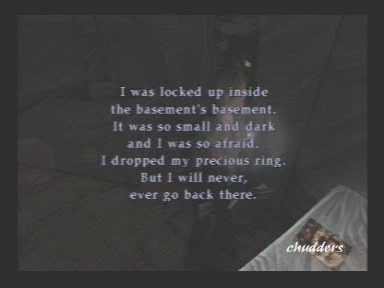 I was locked up inside
the basement's basement.
It was so small and dark
and I was so afraid.
I dropped my precious ring.
But I will never,
ever go back there.
chudders